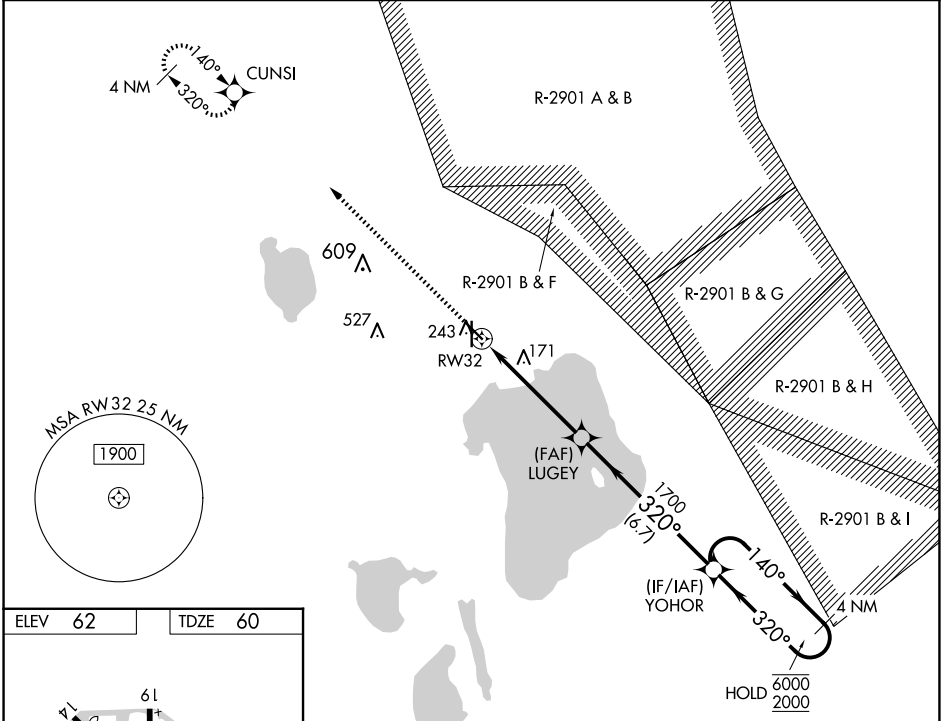 CUNSI
140°
4 NM
320°
R-2901 A & B
609
R-2901 B & F
R-2901 B & G
527
243
RW32
171
R-2901 B & H
MSA RW32 25 NM
1900
(FAF)
LUGEY
1700
320°
(6.7)
R-2901 B & I
140°
(IF/IAF)
YOHOR
4 NM
320°
HOLD 6000
2000
ELEV 62
TDZE 60
14
19